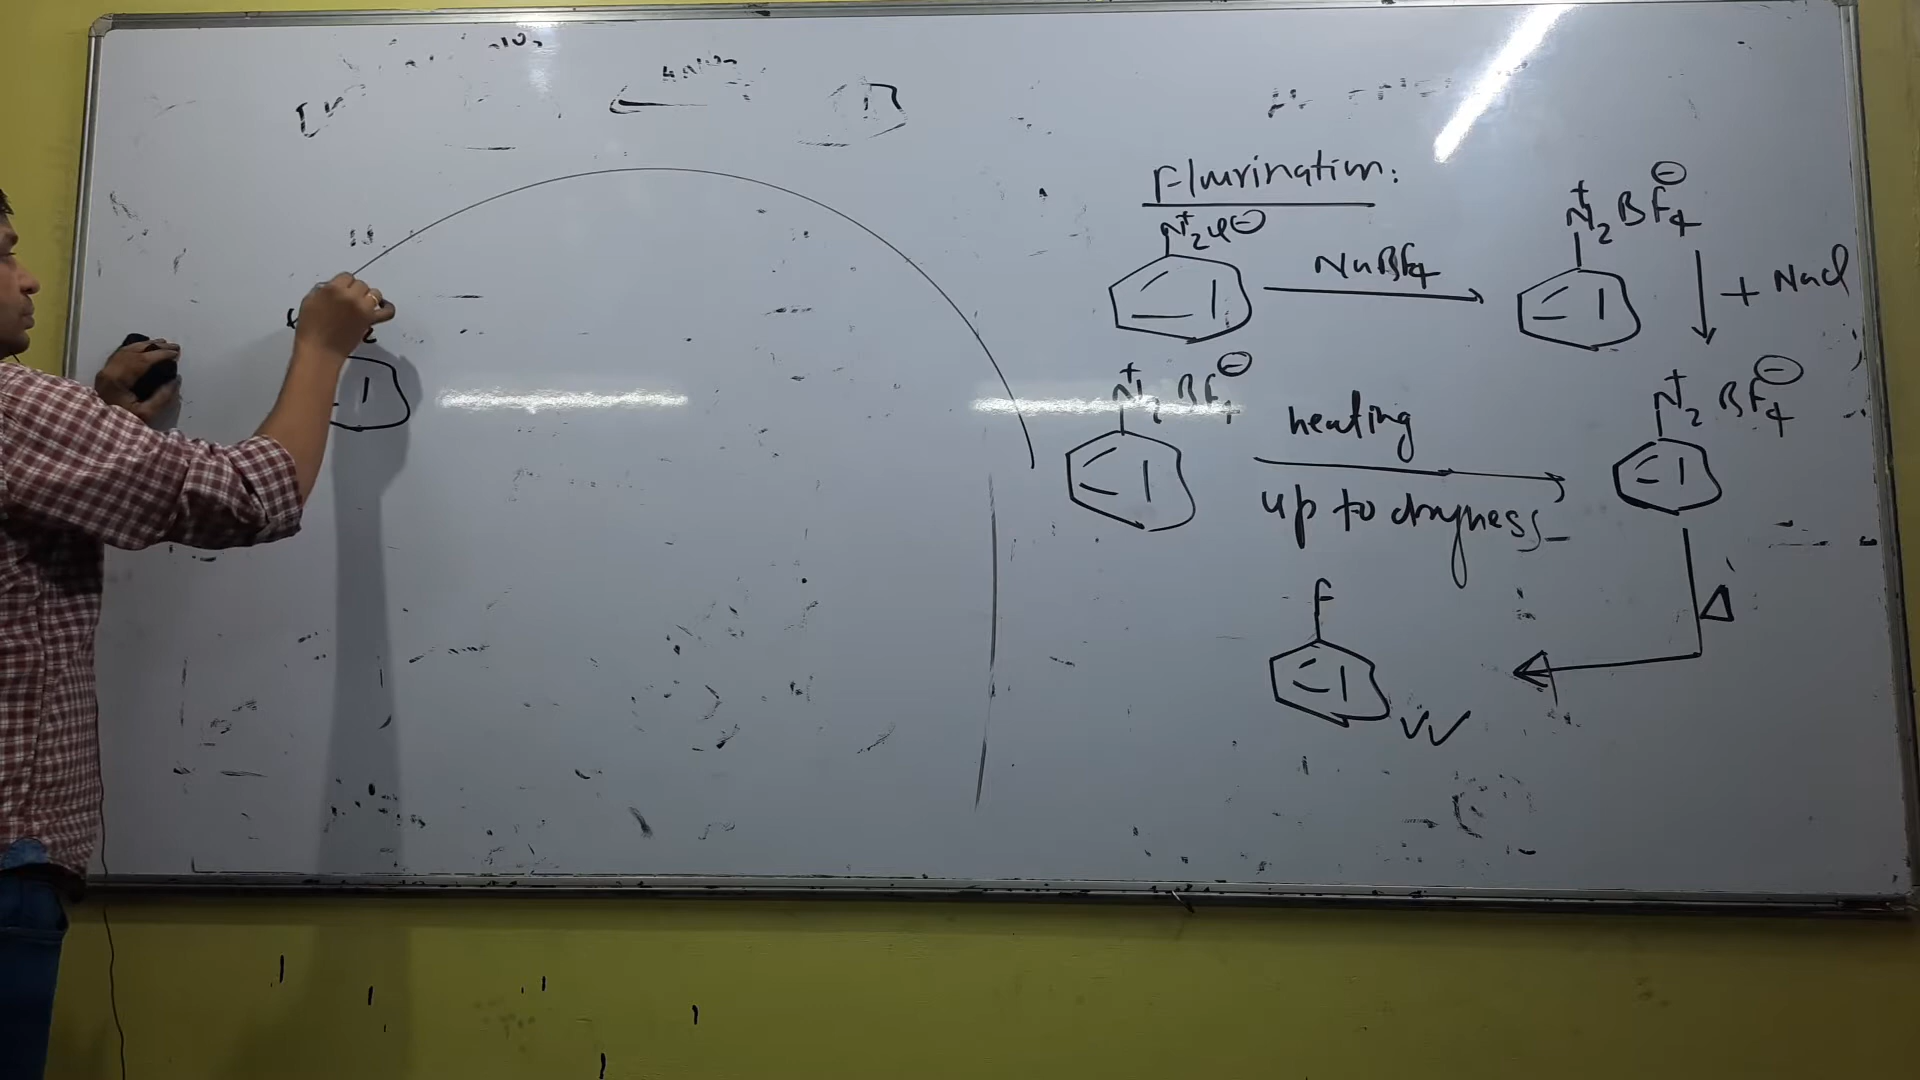 Flurination:
N₂⁺Cl⊖
NaBF₄
N₂⁺BF₄⊖
+ NaCl
N₂⁺BF₄⊖
heating
up to dryness
N₂⁺BF₄⊖
Δ
F